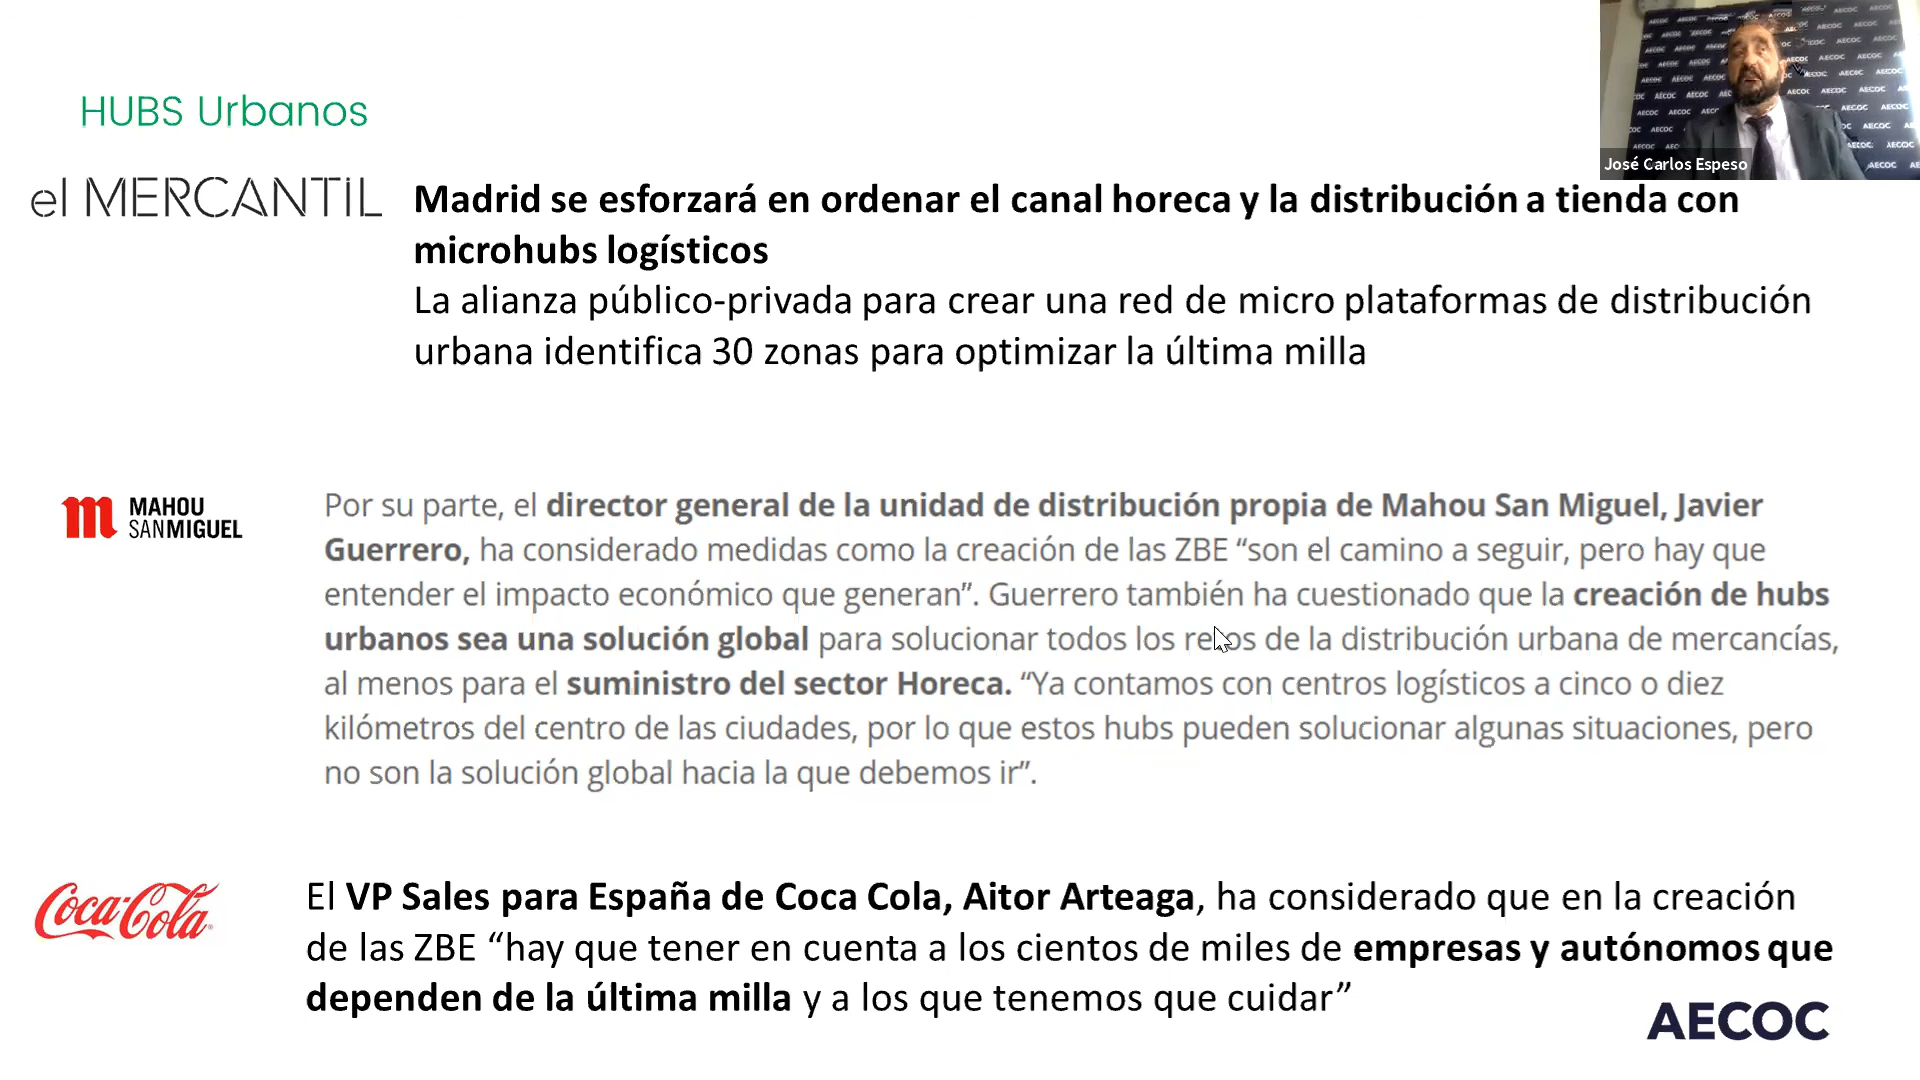 HUBS Urbanos
José Carlos Espeso
el MERCANTIL
Madrid se esforzará en ordenar el canal horeca y la distribución a tienda con
microhubs logísticos
La alianza público-privada para crear una red de micro plataformas de distribución
urbana identifica 30 zonas para optimizar la última milla
MAHOU
SANMIGUEL
Por su parte, el director general de la unidad de distribución propia de Mahou San Miguel, Javier
Guerrero, ha considerado medidas como la creación de las ZBE “son el camino a seguir, pero hay que
entender el impacto económico que generan”. Guerrero también ha cuestionado que la creación de hubs
urbanos sea una solución global para solucionar todos los retos de la distribución urbana de mercancías,
al menos para el suministro del sector Horeca. “Ya contamos con centros logísticos a cinco o diez
kilómetros del centro de las ciudades, por lo que estos hubs pueden solucionar algunas situaciones, pero
no son la solución global hacia la que debemos ir”.
Coca-Cola
El VP Sales para España de Coca Cola, Aitor Arteaga, ha considerado que en la creación
de las ZBE “hay que tener en cuenta a los cientos de miles de empresas y autónomos que
dependen de la última milla y a los que tenemos que cuidar”
AECOC